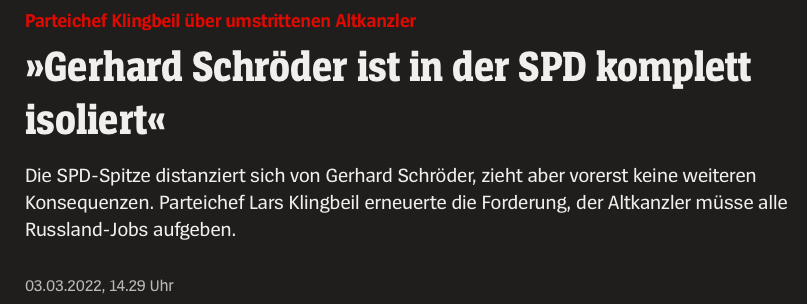 Parteichef Klingbeil über umstrittenen Altkanzler
»Gerhard Schröder ist in der SPD komplett
isoliert«
Die SPD-Spitze distanziert sich von Gerhard Schröder, zieht aber vorerst keine weiteren
Konsequenzen. Parteichef Lars Klingbeil erneuerte die Forderung, der Altkanzler müsse alle
Russland-Jobs aufgeben.
03.03.2022, 14.29 Uhr